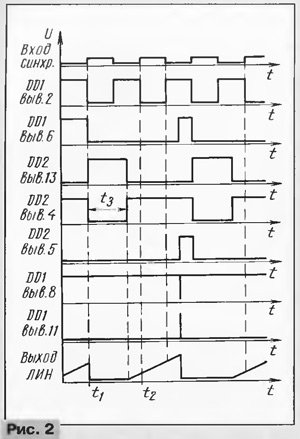 U
Вход
синхр.
t
DD1
Выв.2
t
DD1
Выв.6
t
DD2
Выв.13
t
t3
DD2
Выв.4
t
DD2
Выв.5
t
DD1
Выв.8
t
DD1
Выв.11
t
Выход
ЛИН
t
t1
t2
Рис. 2